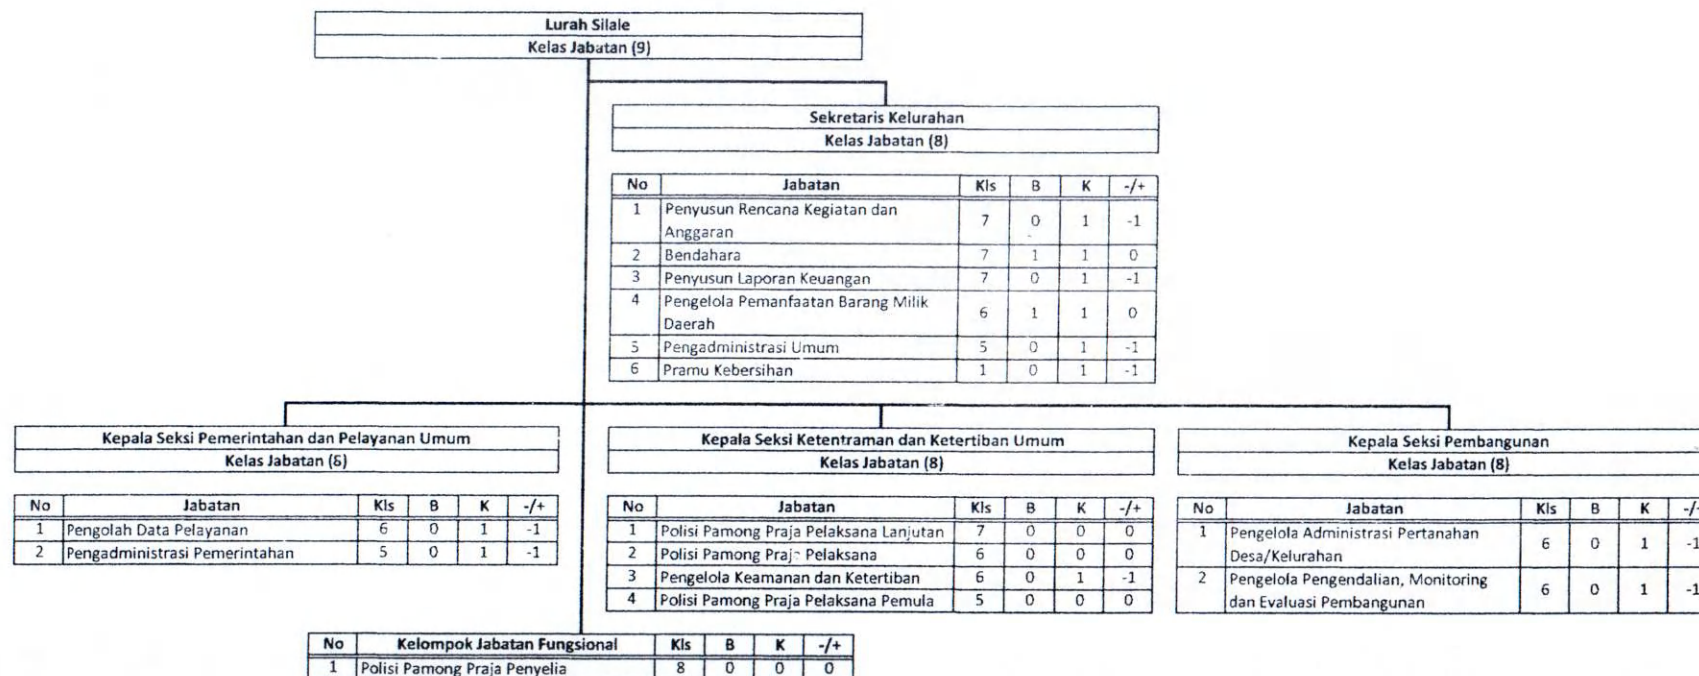 Lurah Silale
Kelas Jabatan (9)
Sekretaris Kelurahan
Kelas Jabatan (8)
No Jabatan Kls B K -/+
1 Penyusun Rencana Kegiatan dan
Anggaran 7 0 1 -1
2 Bendahara 7 1 1 0
3 Penyusun Laporan Keuangan 7 0 1 -1
4 Pengelola Pemanfaatan Barang Milik
Daerah 6 1 1 0
5 Pengadministrasi Umum 5 0 1 -1
6 Pramu Kebersihan 1 0 1 -1
Kepala Seksi Pemerintahan dan Pelayanan Umum
Kelas Jabatan (8)
No Jabatan Kls B K -/+
1 Pengolah Data Pelayanan 6 0 1 -1
2 Pengadministrasi Pemerintahan 5 0 1 -1
Kepala Seksi Ketentraman dan Ketertiban Umum
Kelas Jabatan (8)
No Jabatan Kls B K -/+
1 Polisi Pamong Praja Pelaksana Lanjutan 7 0 0 0
2 Polisi Pamong Praja Pelaksana 6 0 0 0
3 Pengelola Keamanan dan Ketertiban 6 0 1 -1
4 Polisi Pamong Praja Pelaksana Pemula 5 0 0 0
Kepala Seksi Pembangunan
Kelas Jabatan (8)
No Jabatan Kls B K -/+
1 Pengelola Administrasi Pertanahan
Desa/Kelurahan 6 0 1 -1
2 Pengelola Pengendalian, Monitoring
dan Evaluasi Pembangunan 6 0 1 -1
No Kelompok Jabatan Fungsional Kls B K -/+
1 Polisi Pamong Praja Penyelia 8 0 0 0